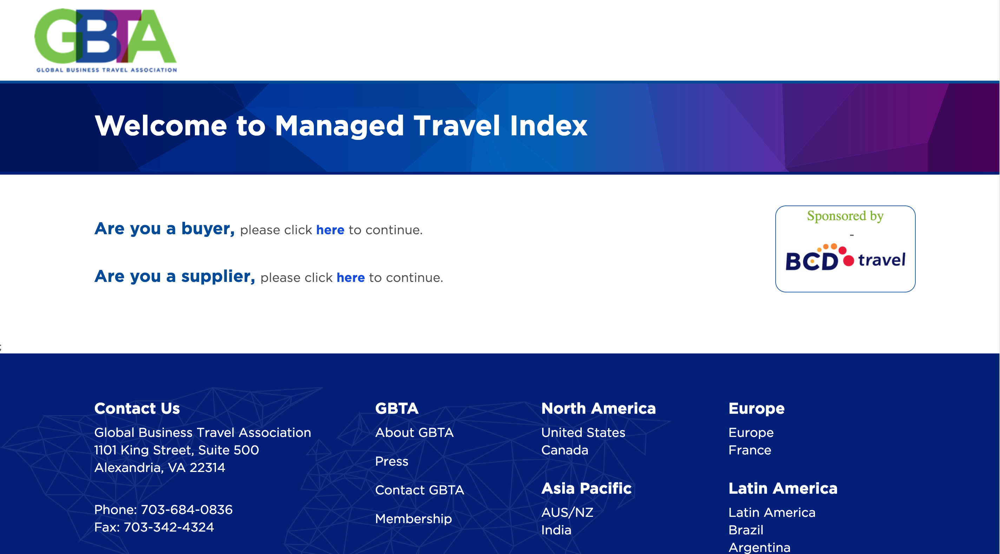 GBTA
GLOBAL BUSINESS TRAVEL ASSOCIATION
Welcome to Managed Travel Index
Are you a buyer, please click here to continue.
Are you a supplier, please click here to continue.
Sponsored by
-
BCD travel
;
Contact Us
Global Business Travel Association
1101 King Street, Suite 500
Alexandria, VA 22314
Phone: 703-684-0836
Fax: 703-342-4324
GBTA
About GBTA
Press
Contact GBTA
Membership
North America
United States
Canada
Asia Pacific
AUS/NZ
India
Europe
Europe
France
Latin America
Latin America
Brazil
Argentina